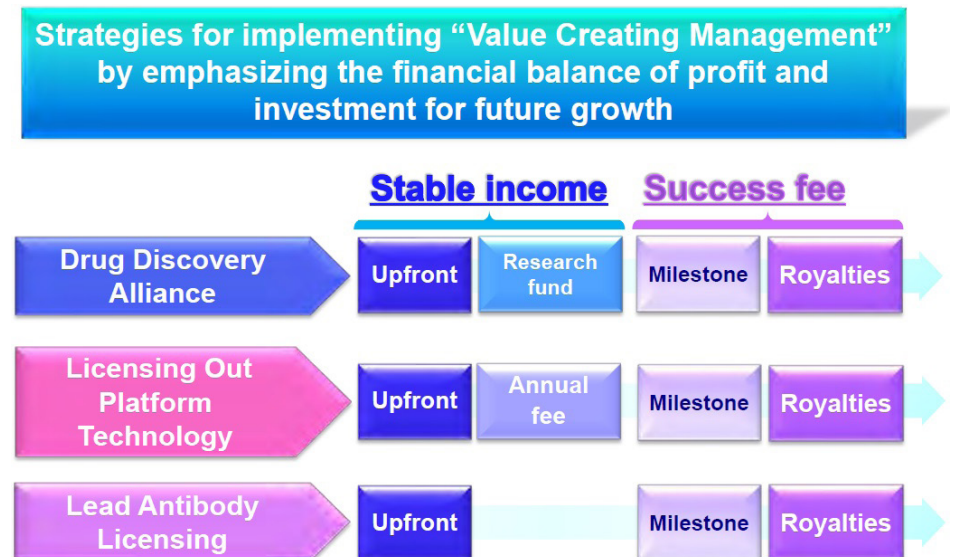 Strategies for implementing “Value Creating Management”
by emphasizing the financial balance of profit and
investment for future growth
Stable income
Success fee
Drug Discovery
Alliance
Upfront
Research
fund
Milestone
Royalties
Licensing Out
Platform
Technology
Upfront
Annual
fee
Milestone
Royalties
Lead Antibody
Licensing
Upfront
Milestone
Royalties